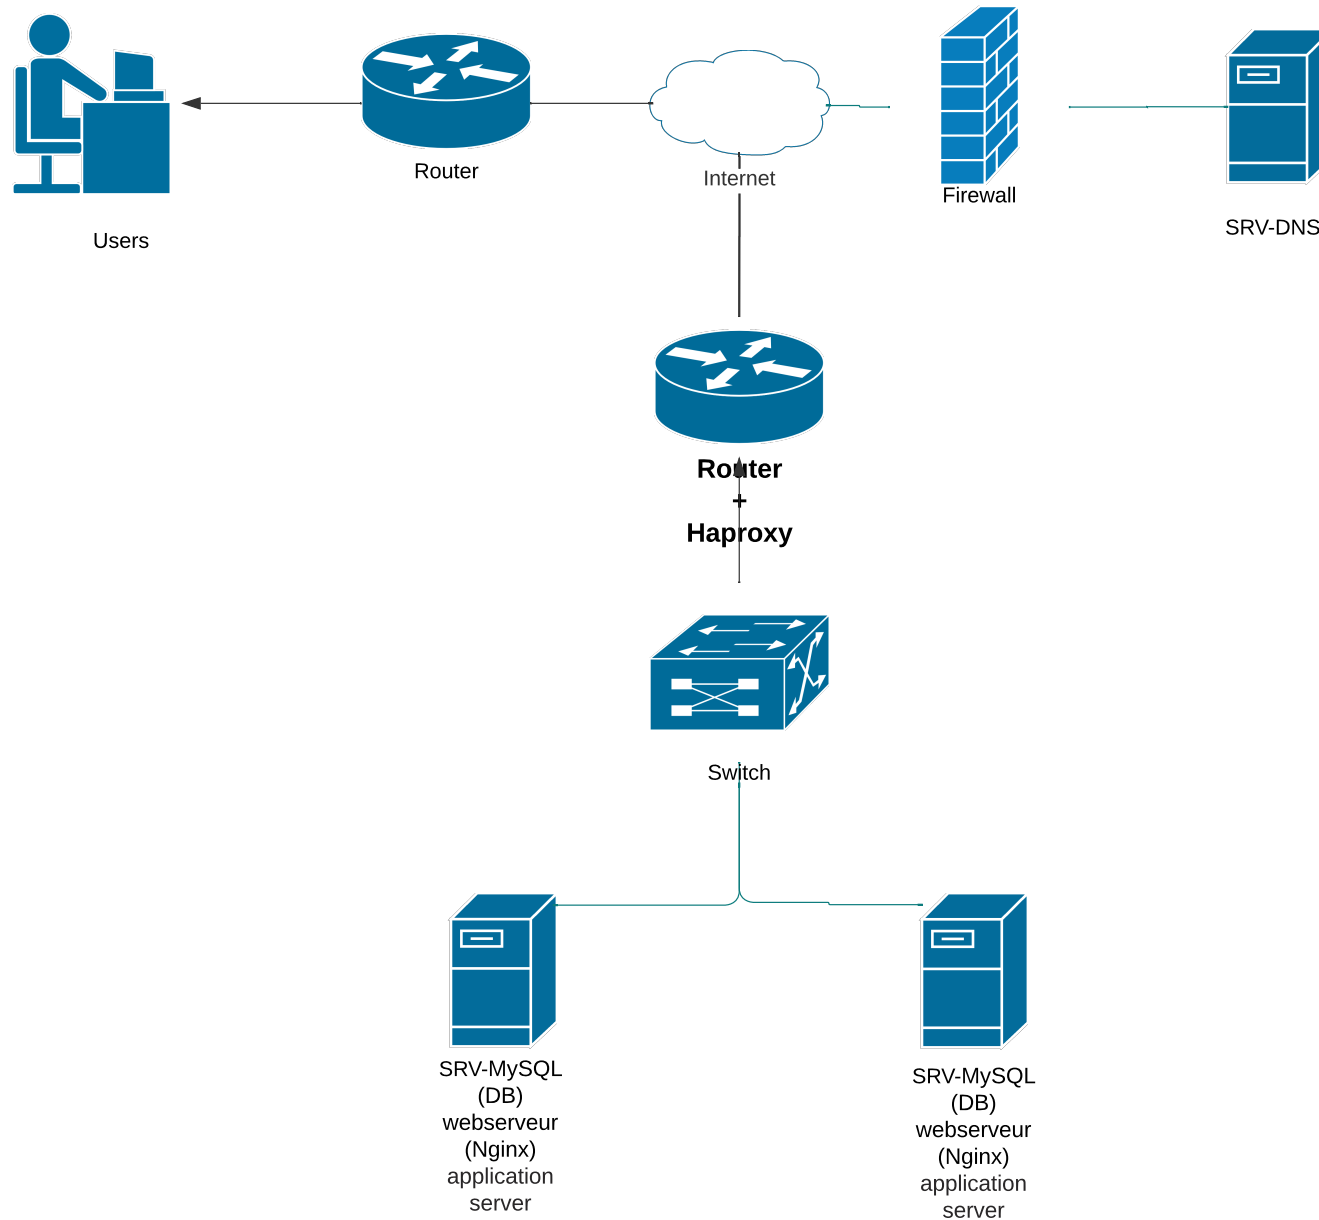 Router
Internet
Firewall
SRV-DNS
Users
Router
+
Haproxy
Switch
SRV-MySQL
(DB)
webserveur
(Nginx)
application
server
SRV-MySQL
(DB)
webserveur
(Nginx)
application
server